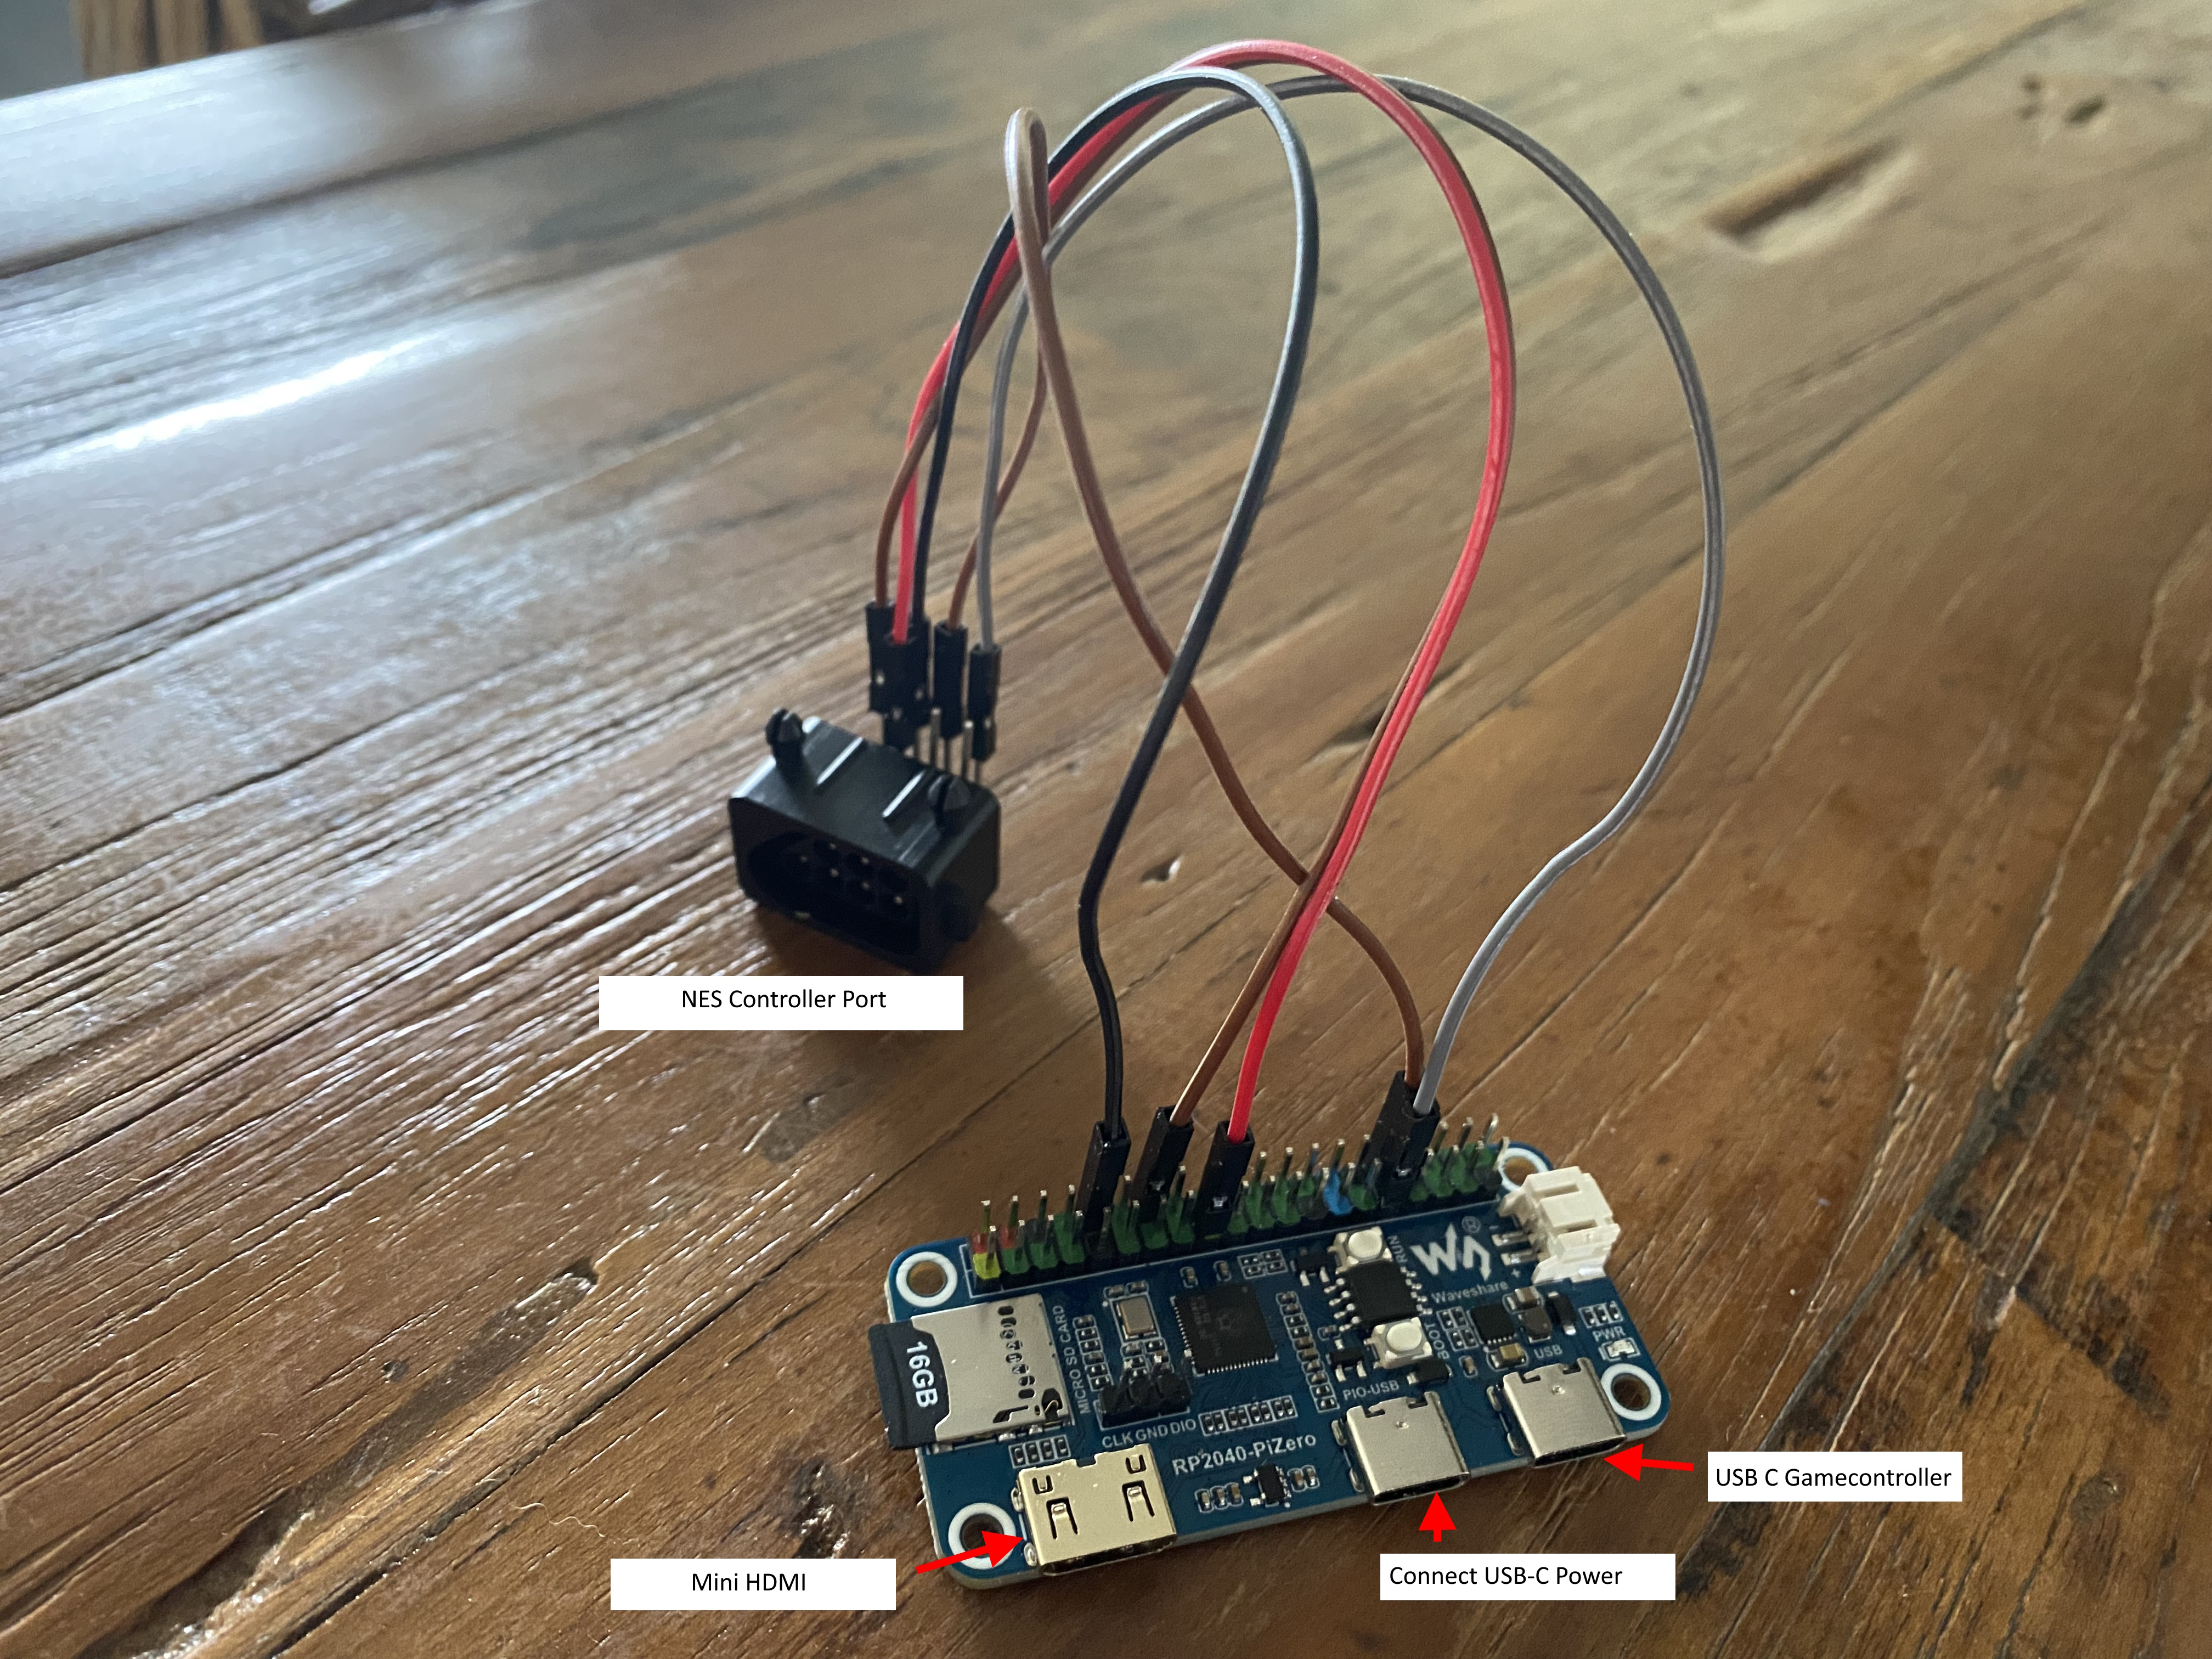 NES Controller Port
Waveshare
®
RUN
BOOT
PWR
USB
PIO-USB
MICRO SD CARD
16GB
CLK GND DIO
RP2040-PiZero
+
USB C Gamecontroller
Connect USB-C Power
Mini HDMI